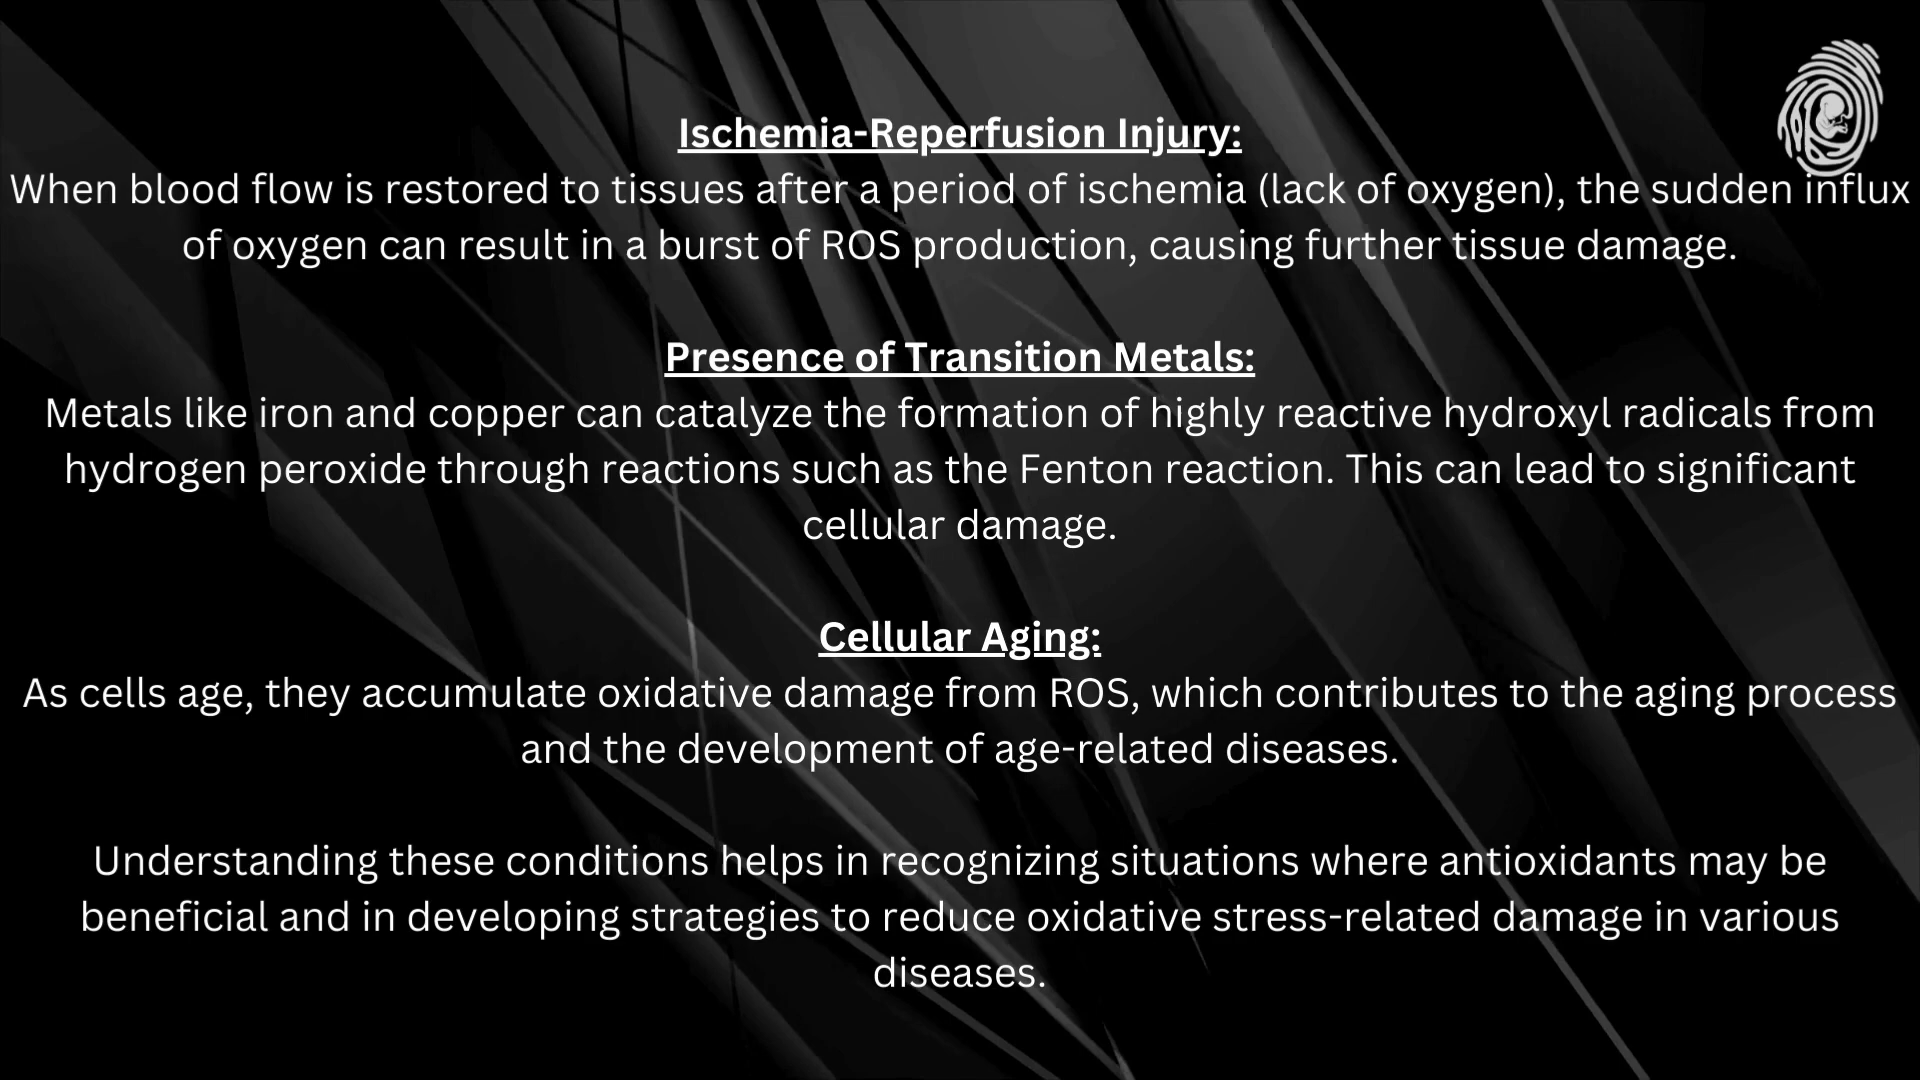 Ischemia-Reperfusion Injury:
When blood flow is restored to tissues after a period of ischemia (lack of oxygen), the sudden influx
of oxygen can result in a burst of ROS production, causing further tissue damage.
Presence of Transition Metals:
Metals like iron and copper can catalyze the formation of highly reactive hydroxyl radicals from
hydrogen peroxide through reactions such as the Fenton reaction. This can lead to significant
cellular damage.
Cellular Aging:
As cells age, they accumulate oxidative damage from ROS, which contributes to the aging process
and the development of age-related diseases.
Understanding these conditions helps in recognizing situations where antioxidants may be
beneficial and in developing strategies to reduce oxidative stress-related damage in various
diseases.